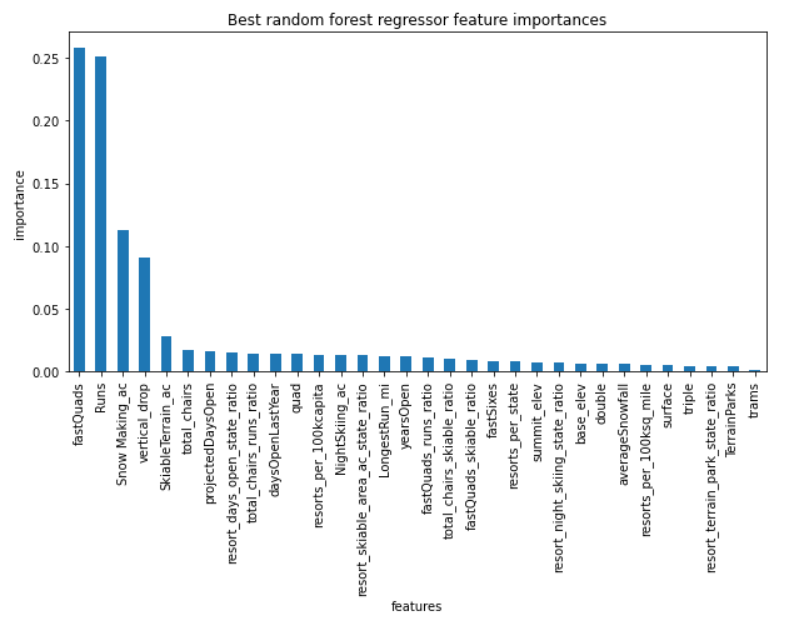 Best random forest regressor feature importances
importance
0.25
0.20
0.15
0.10
0.05
0.00
fastQuads
Runs
Snow Making_ac
vertical_drop
SkiableTerrain_ac
total_chairs
projectedDaysOpen
resort_days_open_state_ratio
total_chairs_runs_ratio
daysOpenLastYear
quad
resorts_per_100kcapita
NightSkiing_ac
resort_skiable_area_ac_state_ratio
LongestRun_mi
yearsOpen
fastQuads_runs_ratio
total_chairs_skiable_ratio
fastQuads_skiable_ratio
fastSixes
resorts_per_state
summit_elev
resort_night_skiing_state_ratio
base_elev
double
averageSnowfall
resorts_per_100ksq_mile
surface
triple
resort_terrain_park_state_ratio
TerrainParks
trams
features